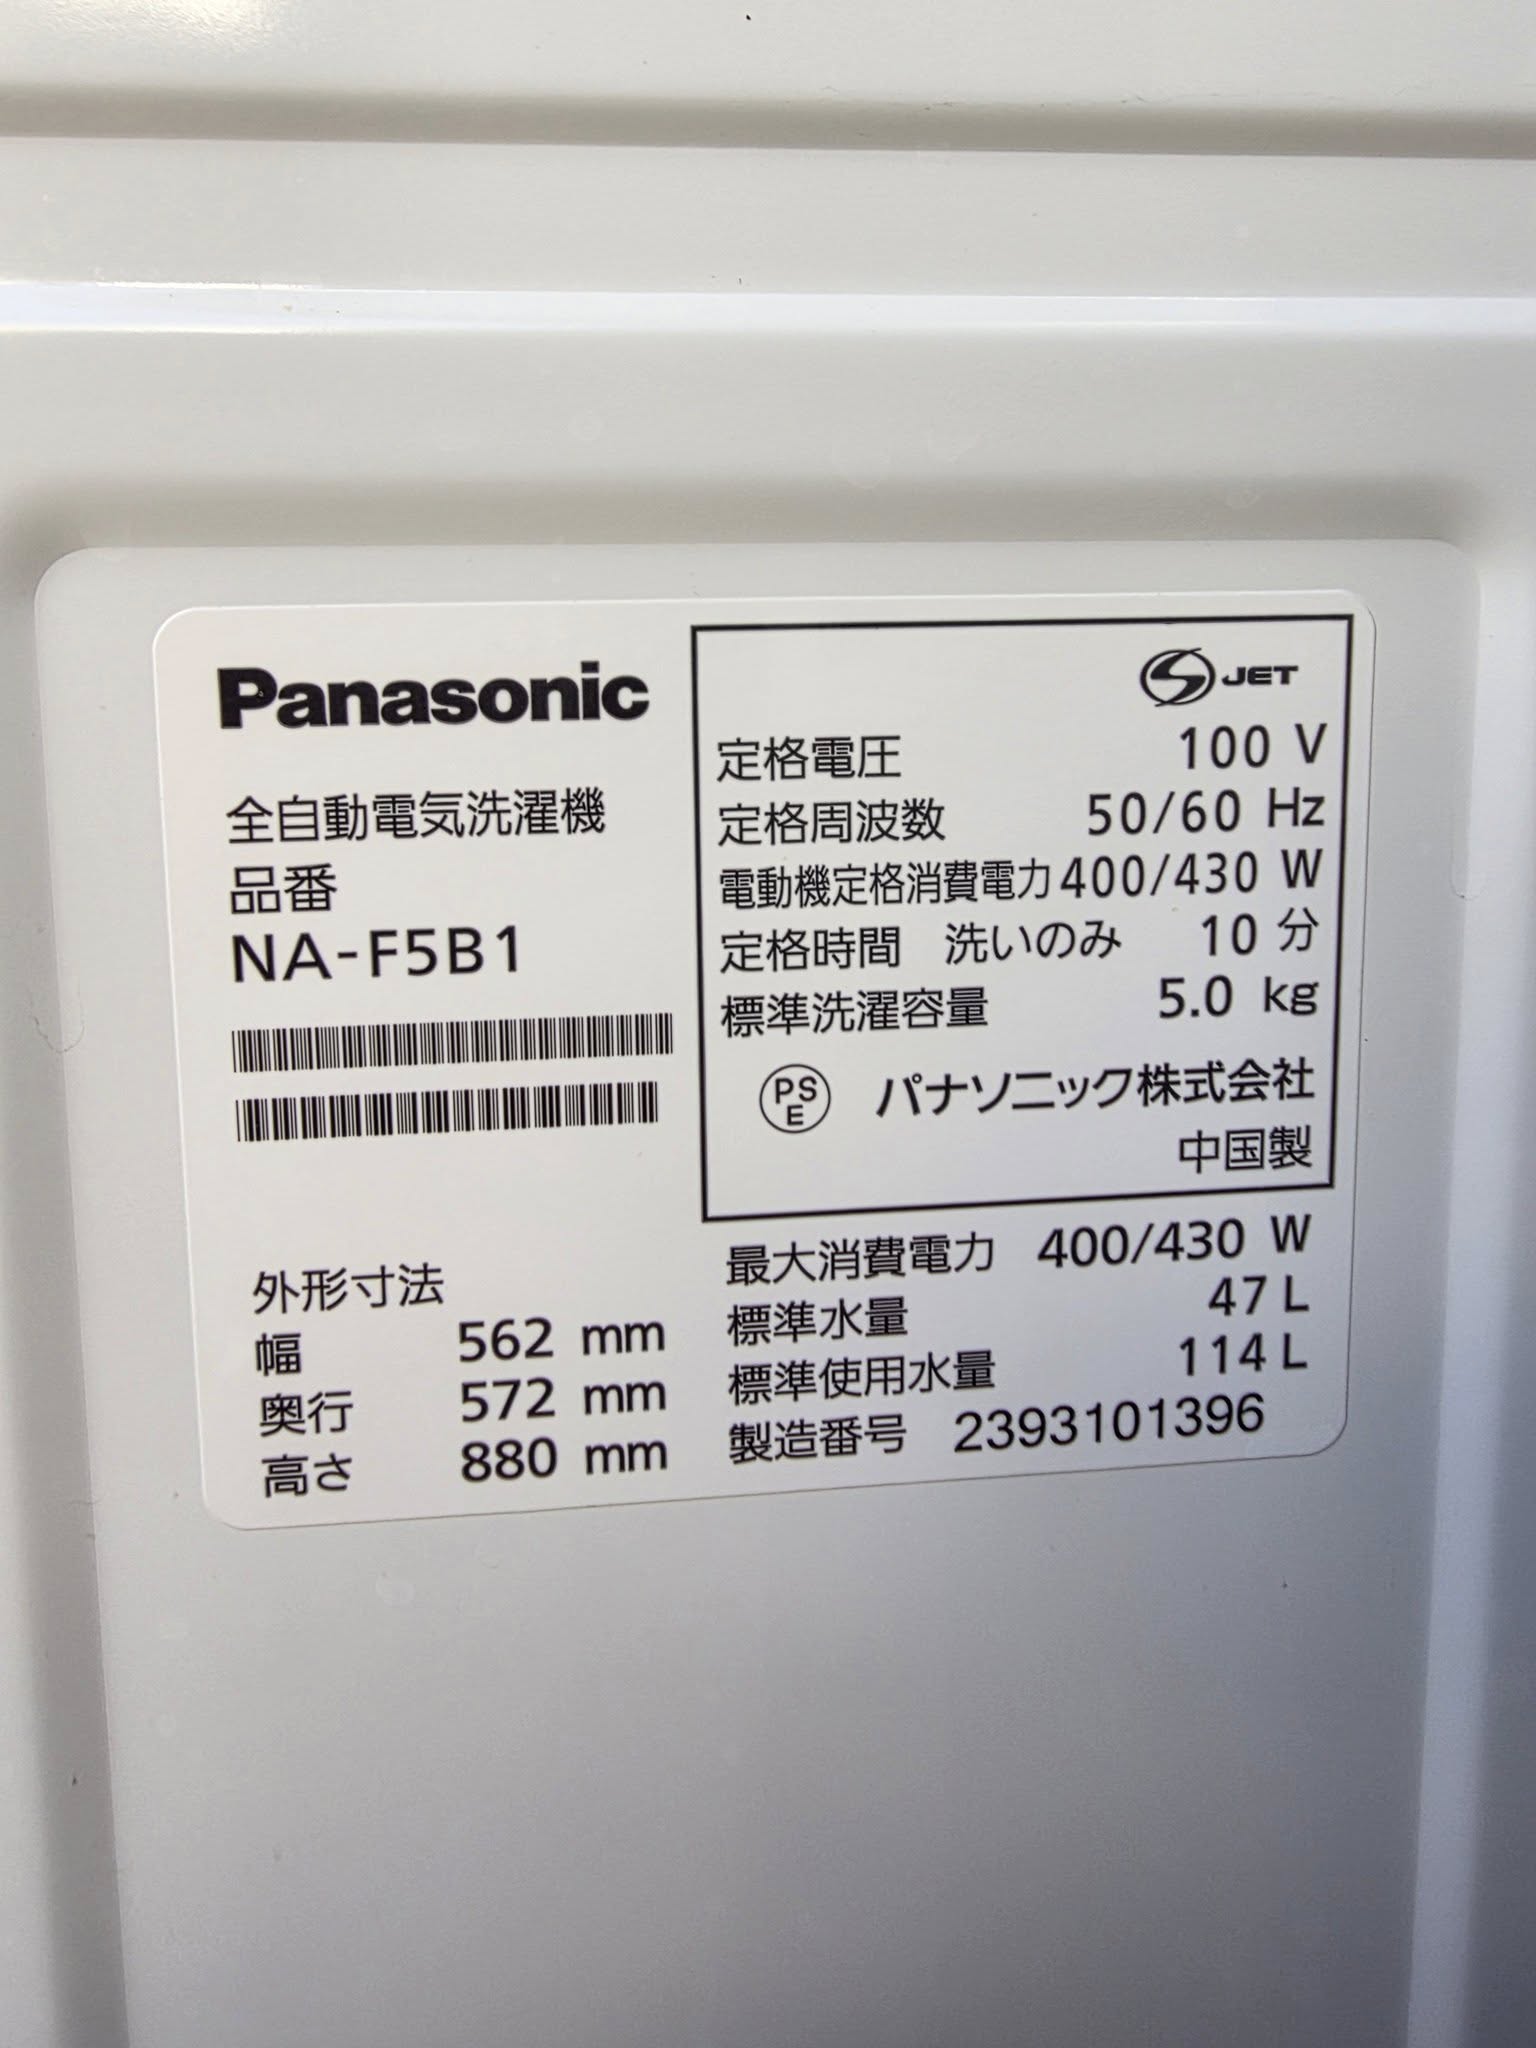 Panasonic
全自動電気洗濯機
品番
NA-F5B1
外形寸法
幅 562 mm
奥行 572 mm
高さ 880 mm
JET
定格電圧 100 V
定格周波数 50/60 Hz
電動機定格消費電力 400/430 W
定格時間 洗いのみ 10 分
標準洗濯容量 5.0 kg
PS
E
パナソニック株式会社
中国製
最大消費電力 400/430 W
標準水量 47 L
標準使用水量 114 L
製造番号 2393101396